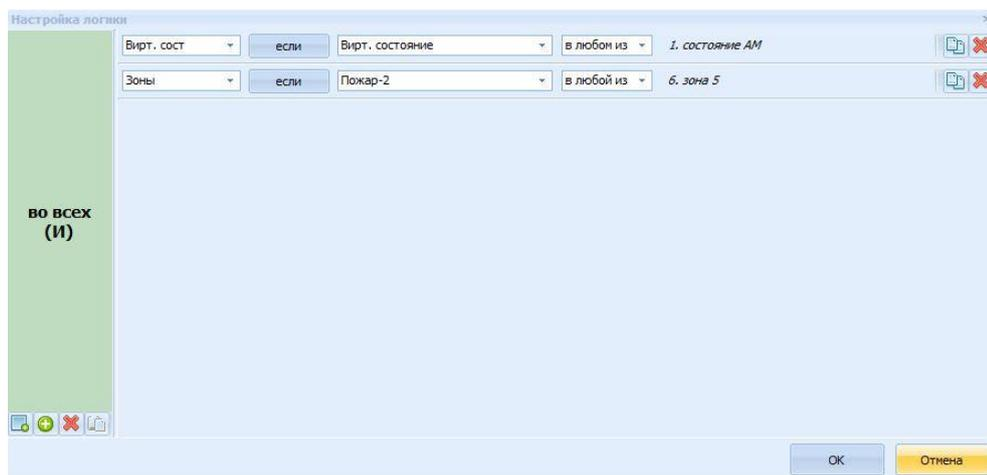 Настройка логики
Вирт. сост если Вирт. состояние в любом из 1. состояние АМ
Зоны если Пожар-2 в любой из 6. зона 5
во всех
(И)
OK Отмена